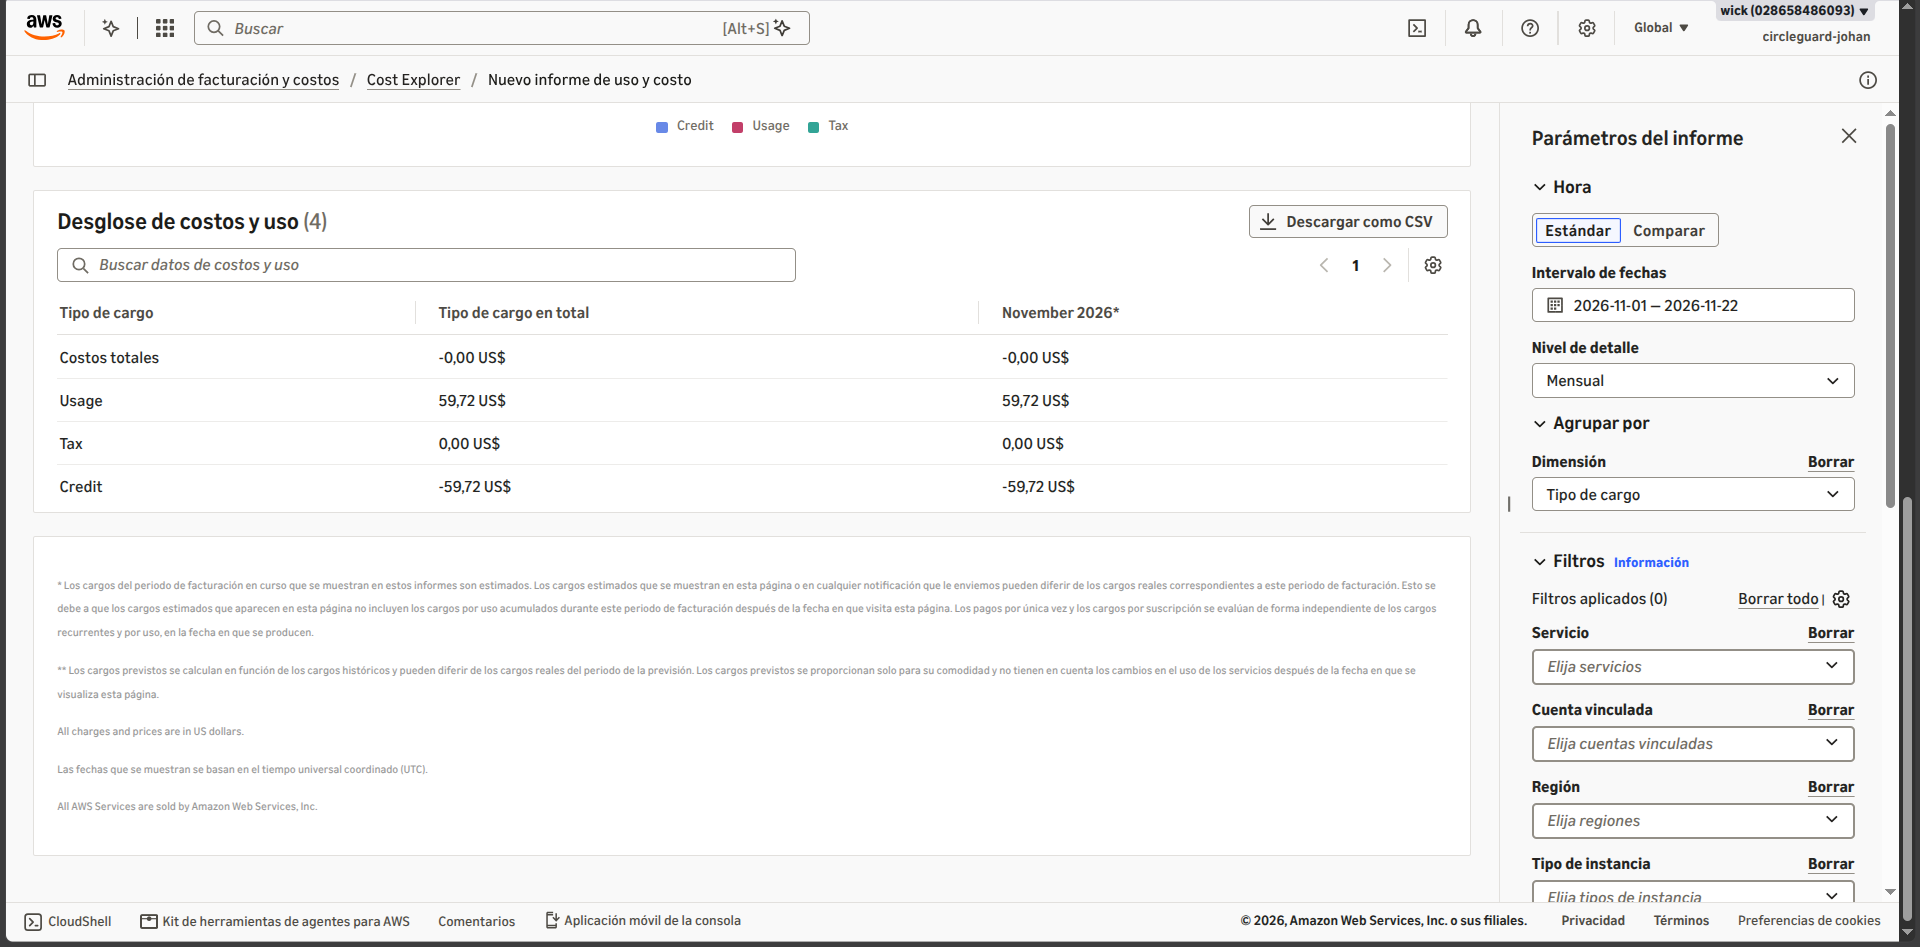 aws
Buscar
[Alt+S]
Global
wick (028658486093)
circleguard-johan
Administración de facturación y costos / Cost Explorer / Nuevo informe de uso y costo
Credit Usage Tax
Desglose de costos y uso (4)
Descargar como CSV
Buscar datos de costos y uso
1
Tipo de cargo Tipo de cargo en total November 2026*
Costos totales -0,00 US$ -0,00 US$
Usage 59,72 US$ 59,72 US$
Tax 0,00 US$ 0,00 US$
Credit -59,72 US$ -59,72 US$
* Los cargos del periodo de facturación en curso que se muestran en estos informes son estimados. Los cargos estimados que se muestran en esta página o en cualquier notificación que le enviemos pueden diferir de los cargos reales correspondientes a este periodo de facturación. Esto se
debe a que los cargos estimados que aparecen en esta página no incluyen los cargos por uso acumulados durante este periodo de facturación después de la fecha en que visita esta página. Los pagos por única vez y los cargos por suscripción se evalúan de forma independiente de los cargos
recurrentes y por uso, en la fecha en que se producen.
** Los cargos previstos se calculan en función de los cargos históricos y pueden diferir de los cargos reales del periodo de la previsión. Los cargos previstos se proporcionan solo para su comodidad y no tienen en cuenta los cambios en el uso de los servicios después de la fecha en que se
visualiza esta página.
All charges and prices are in US dollars.
Las fechas que se muestran se basan en el tiempo universal coordinado (UTC).
All AWS Services are sold by Amazon Web Services, Inc.
Parámetros del informe
Hora
Estándar Comparar
Intervalo de fechas
2026-11-01 – 2026-11-22
Nivel de detalle
Mensual
Agrupar por
Dimensión Borrar
Tipo de cargo
Filtros Información
Filtros aplicados (0) Borrar todo |
Servicio Borrar
Elija servicios
Cuenta vinculada Borrar
Elija cuentas vinculadas
Región Borrar
Elija regiones
Tipo de instancia Borrar
Elija tipos de instancia
CloudShell Kit de herramientas de agentes para AWS Comentarios Aplicación móvil de la consola
© 2026, Amazon Web Services, Inc. o sus filiales. Privacidad Términos Preferencias de cookies